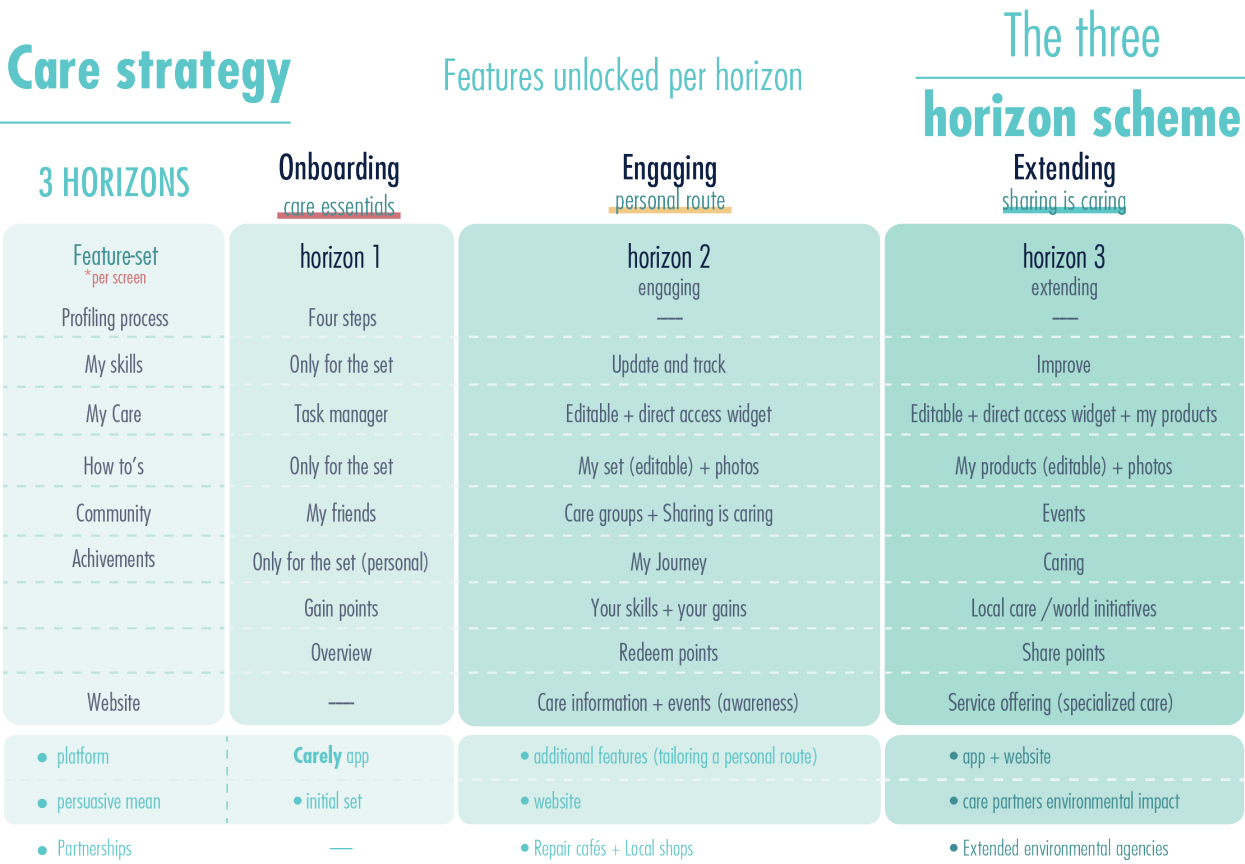 Care strategy
Features unlocked per horizon
The three
horizon scheme
3 HORIZONS
Onboarding
care essentials
Engaging
personal route
Extending
sharing is caring
Feature-set
*per screen
horizon 1
horizon 2
engaging
horizon 3
extending
Profiling process
Four steps
—
—
My skills
Only for the set
Update and track
Improve
My Care
Task manager
Editable + direct access widget
Editable + direct access widget + my products
How to's
Only for the set
My set (editable) + photos
My products (editable) + photos
Community
My friends
Care groups + Sharing is caring
Events
Achivements
Only for the set (personal)
My Journey
Caring
Gain points
Your skills + your gains
Local care /world initiatives
Overview
Redeem points
Share points
Website
—
Care information + events (awareness)
Service offering (specialized care)
• platform
Carely app
• additional features (tailoring a personal route)
• app + website
• persuasive mean
• initial set
• website
• care partners environmental impact
• Partnerships
—
• Repair cafés + Local shops
• Extended environmental agencies